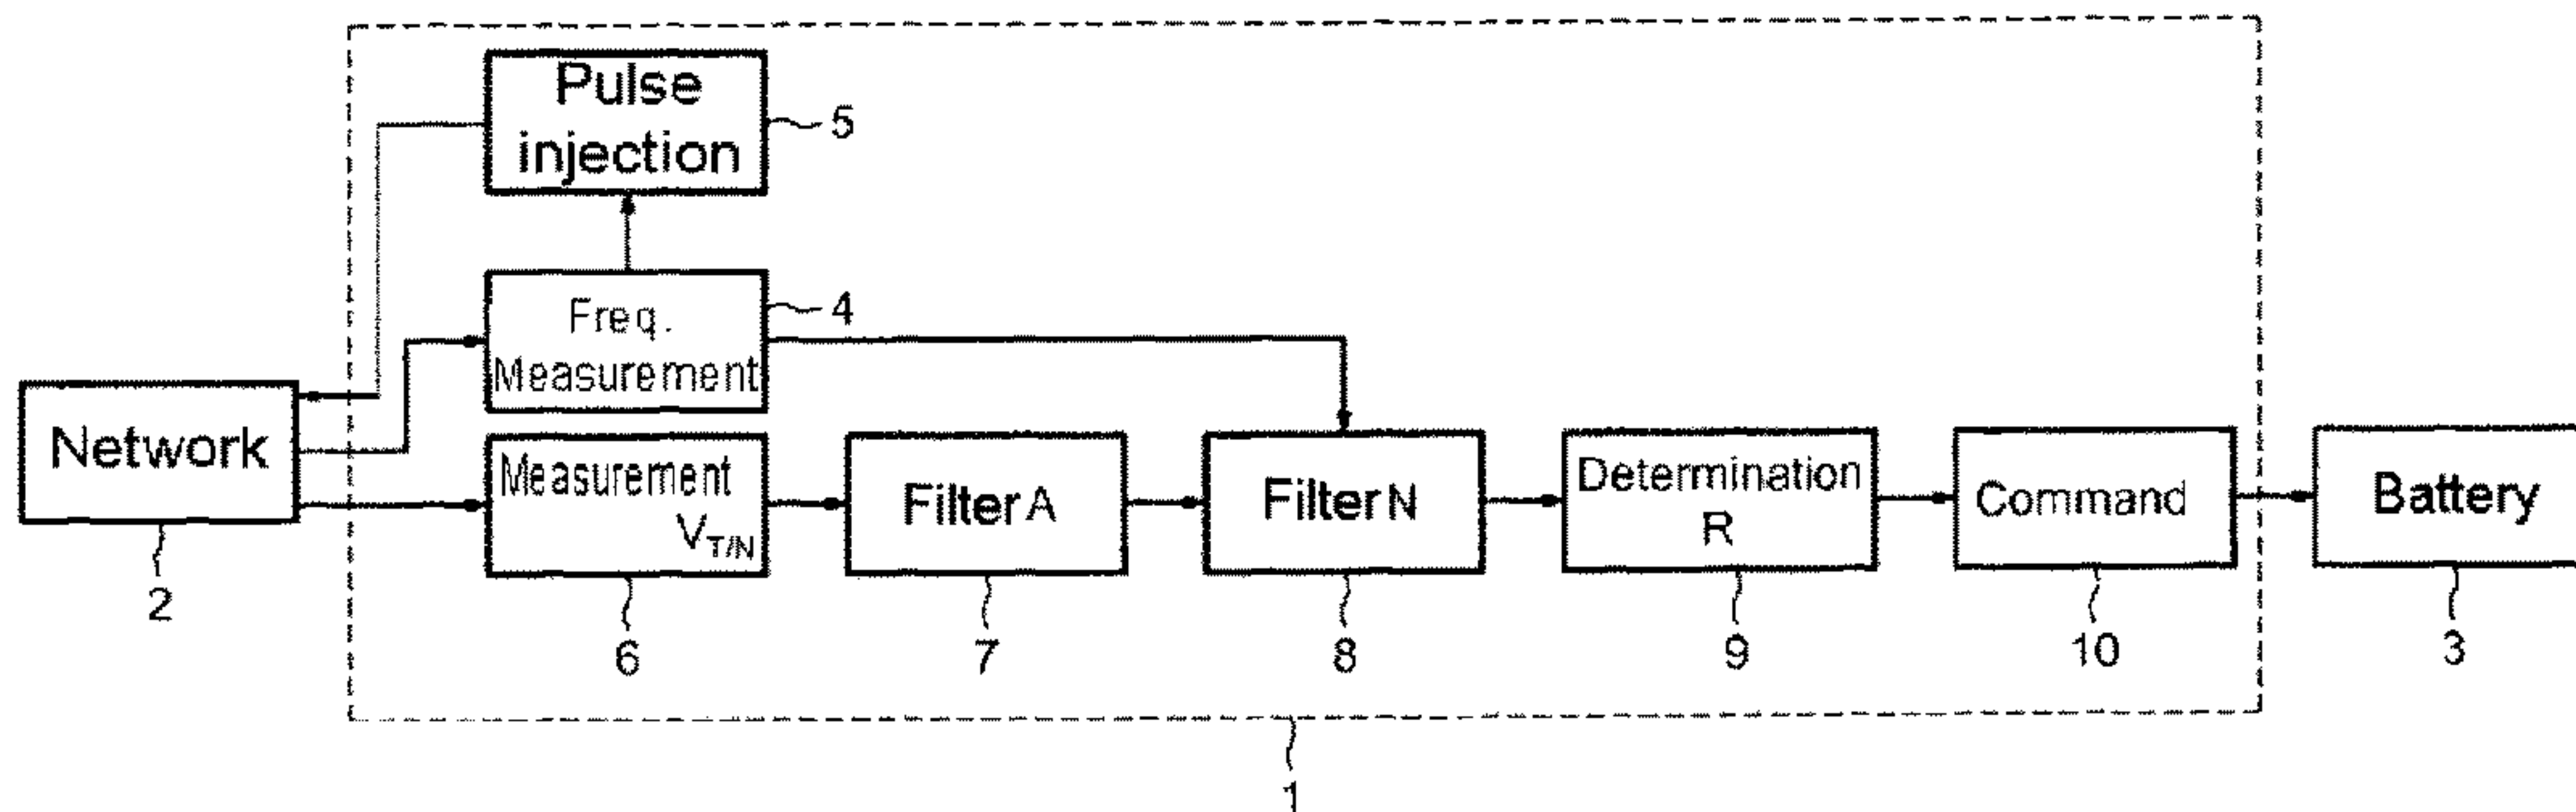 Pulse
injection
5
Freq.
Measurement
4
Network
2
Measurement
V_{T/N}
6
Filter A
7
Filter N
8
Determination
R
9
Command
10
Battery
3
1